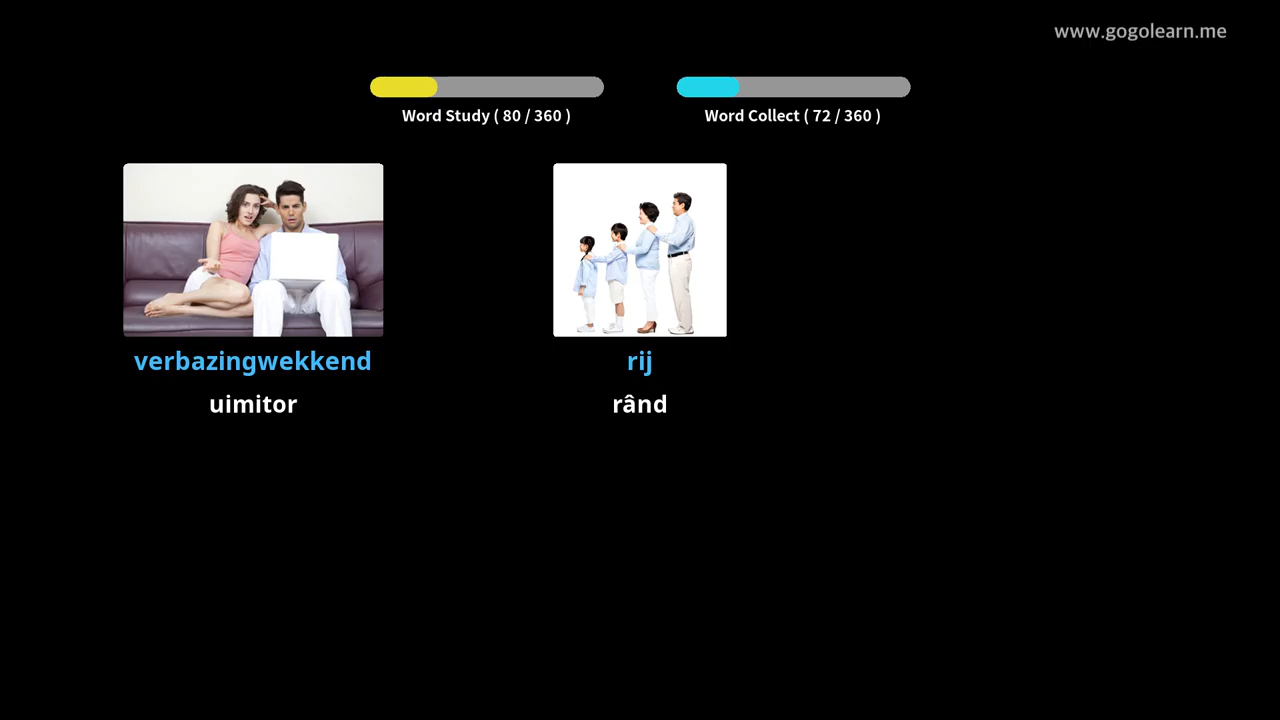 www.gogolearn.me
Word Study ( 80 / 360 )
Word Collect ( 72 / 360 )
verbazingwekkend
uimitor
rij
rând